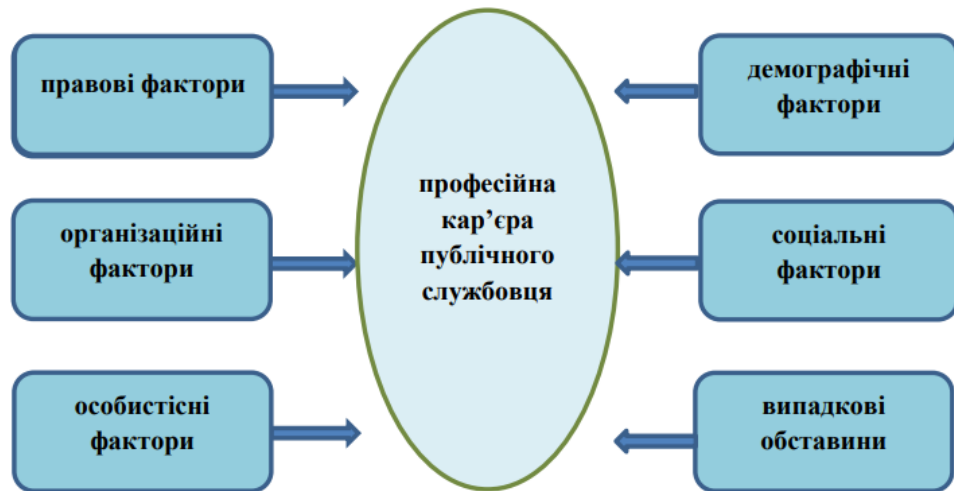 правові фактори
організаційні
фактори
особистісні
фактори
професійна
кар’єра
публічного
службовця
демографічні
фактори
соціальні
фактори
випадкові
обставини